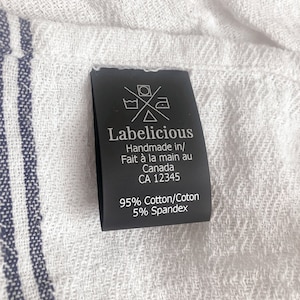 Labelicious
Handmade in/
Fait à la main au
Canada
CA 12345
95% Cotton/Coton
5% Spandex